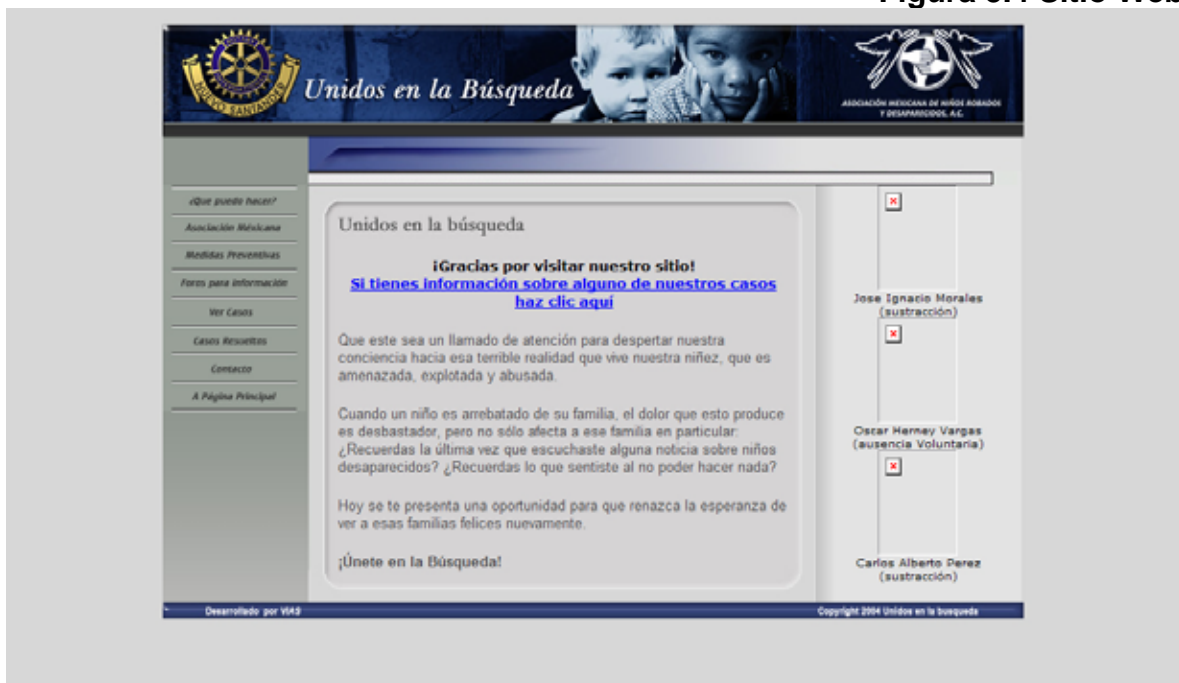 Unidos en la Búsqueda
NUEVO SANTANDER
ASOCIACIÓN MEXICANA DE NIÑOS ROBADOS
Y DESAPARECIDOS, A.C.
¿Que puedo hacer?
Asociación Méxicana
Medidas Preventivas
Foros para información
Ver Casos
Casos Resueltos
Contacto
A Página Principal
Unidos en la búsqueda
¡Gracias por visitar nuestro sitio!
Si tienes información sobre alguno de nuestros casos
haz clic aquí
Que este sea un llamado de atención para despertar nuestra
conciencia hacia esa terrible realidad que vive nuestra niñez, que es
amenazada, explotada y abusada.
Cuando un niño es arrebatado de su familia, el dolor que esto produce
es desbastador, pero no sólo afecta a ese familia en particular:
¿Recuerdas la última vez que escuchaste alguna noticia sobre niños
desaparecidos? ¿Recuerdas lo que sentiste al no poder hacer nada?
Hoy se te presenta una oportunidad para que renazca la esperanza de
ver a esas familias felices nuevamente.
¡Únete en la Búsqueda!
Jose Ignacio Morales
(sustracción)
Oscar Herney Vargas
(ausencia Voluntaria)
Carlos Alberto Perez
(sustracción)
Desarrollado por VIAS
Copyright 2004 Unidos en la busqueda